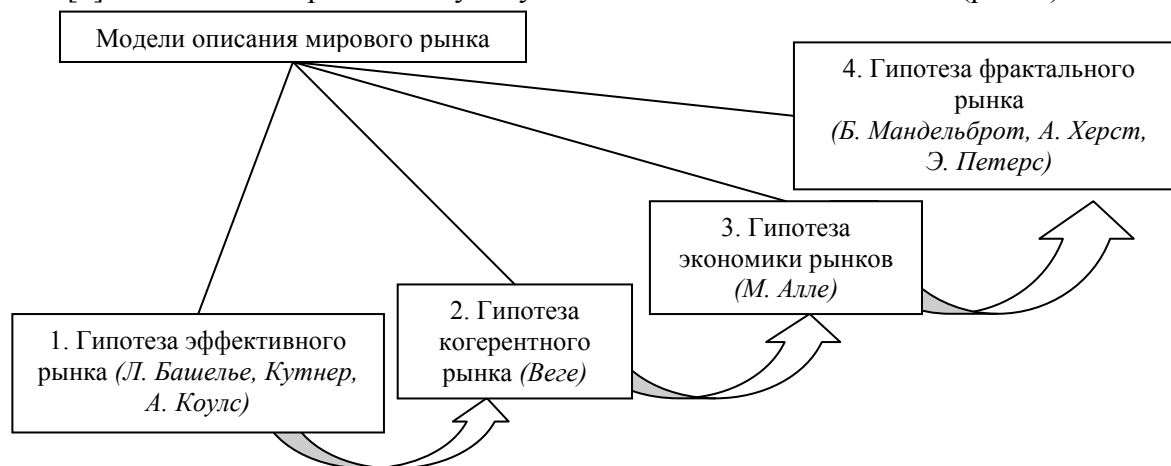 Модели описания мирового рынка
4. Гипотеза фрактального
рынка
(Б. Мандельброт, А. Херст,
Э. Петерс)
3. Гипотеза
экономики рынков
(М. Алле)
2. Гипотеза
когерентного
рынка (Веге)
1. Гипотеза эффективного
рынка (Л. Башелье, Кутнер,
А. Коулс)